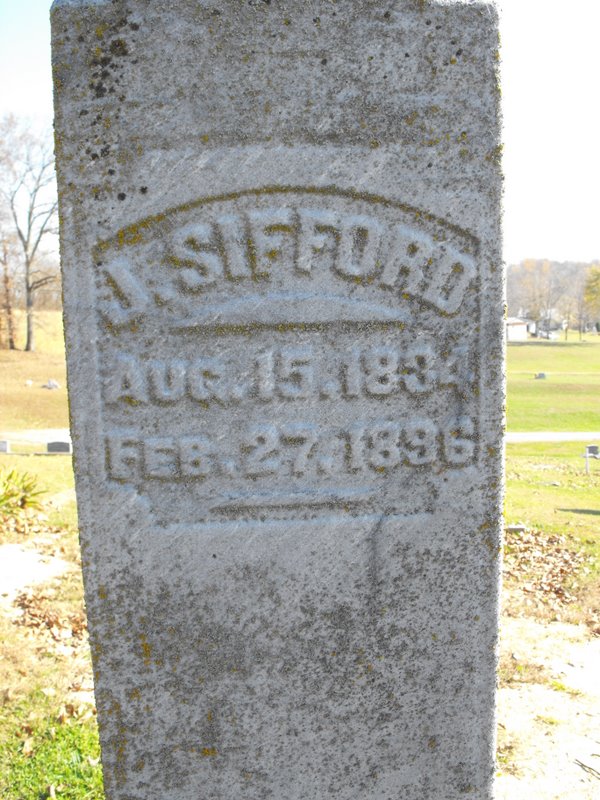 J. SIFFORD
AUG. 15. 1834
FEB. 27. 1896